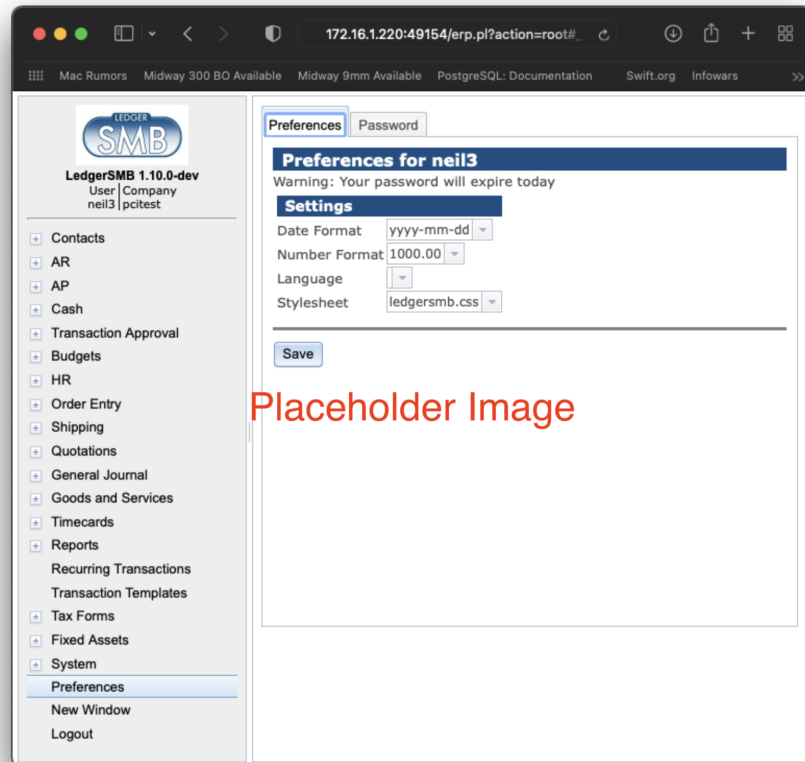 172.16.1.220:49154/erp.pl?action=root#_
Mac Rumors Midway 300 BO Available Midway 9mm Available PostgreSQL: Documentation Swift.org Infowars
LEDGER
SMB
LedgerSMB 1.10.0-dev
User Company
neil3 pcitest
Contacts
AR
AP
Cash
Transaction Approval
Budgets
HR
Order Entry
Shipping
Quotations
General Journal
Goods and Services
Timecards
Reports
Recurring Transactions
Transaction Templates
Tax Forms
Fixed Assets
System
Preferences
New Window
Logout
Preferences Password
Preferences for neil3
Warning: Your password will expire today
Settings
Date Format yyyy-mm-dd
Number Format 1000.00
Language
Stylesheet ledgersmb.css
Save
Placeholder Image